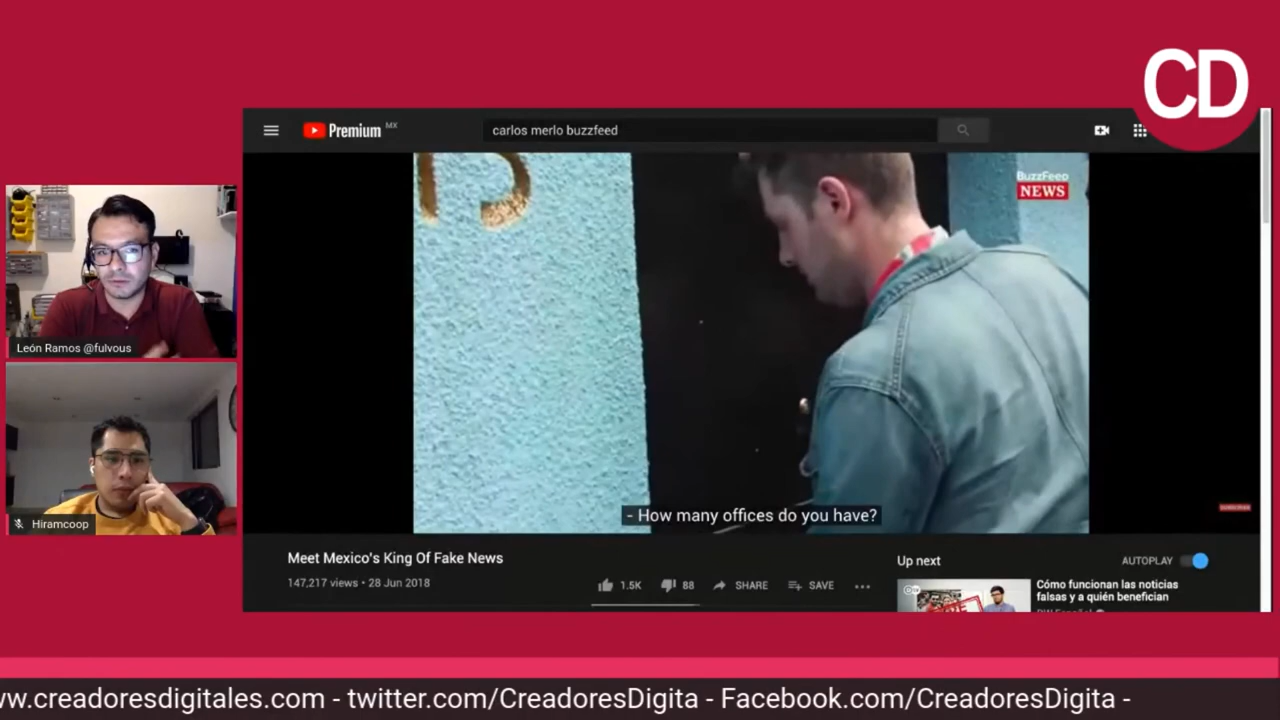 CD
Premium MX
carlos merlo buzzfeed
BuzzFeed
NEWS
León Ramos @fulvous
Hiramcoop
- How many offices do you have?
Meet Mexico's King Of Fake News
147,217 views • 28 Jun 2018
1.5K
88
SHARE
SAVE
Up next
AUTOPLAY
Cómo funcionan las noticias
falsas y a quién benefician
ww.creadoresdigitales.com - twitter.com/CreadoresDigita - Facebook.com/CreadoresDigita -